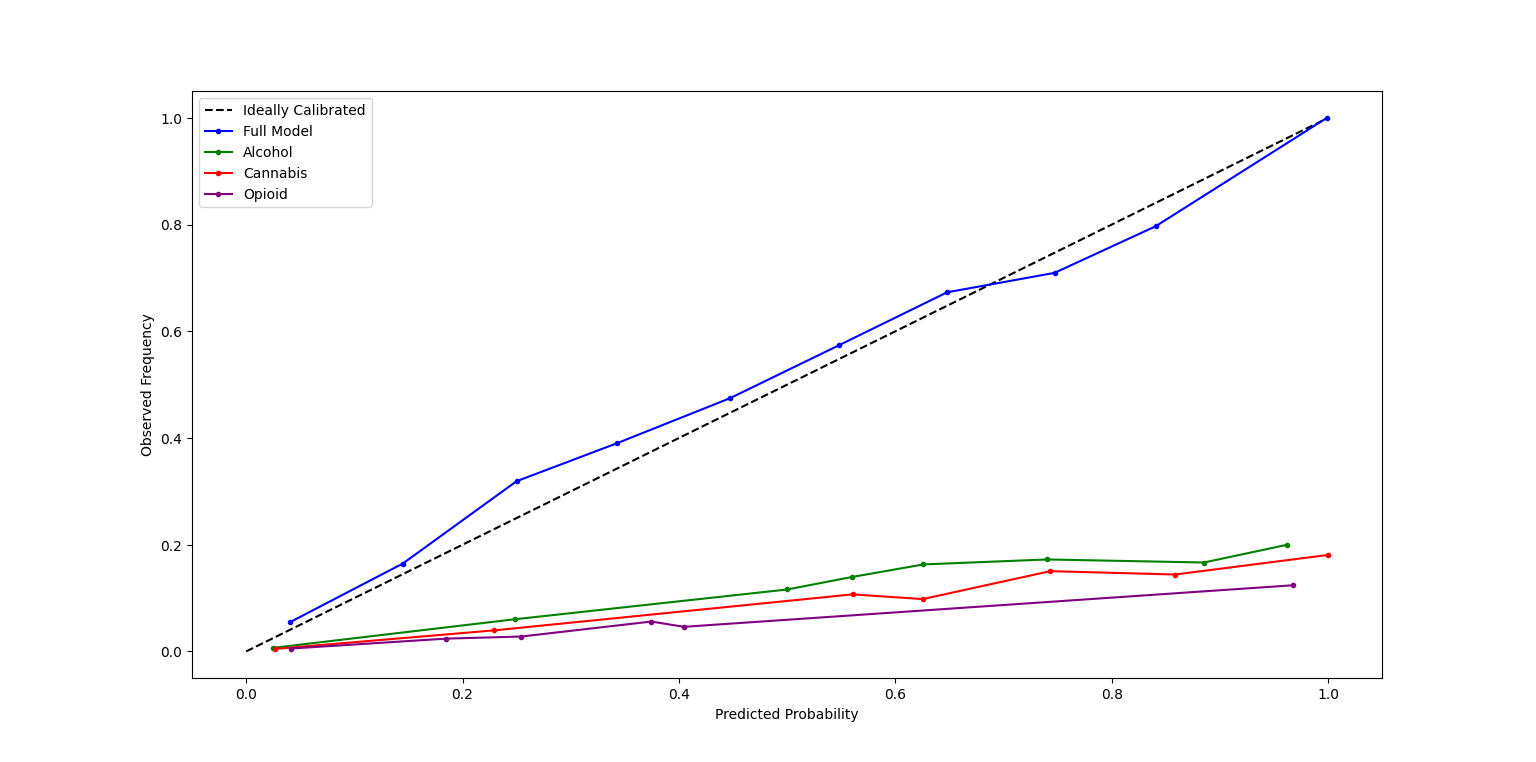 Ideally Calibrated
Full Model
Alcohol
Cannabis
Opioid
1.0
0.8
0.6
0.4
0.2
0.0
Observed Frequency
0.0 0.2 0.4 0.6 0.8 1.0
Predicted Probability